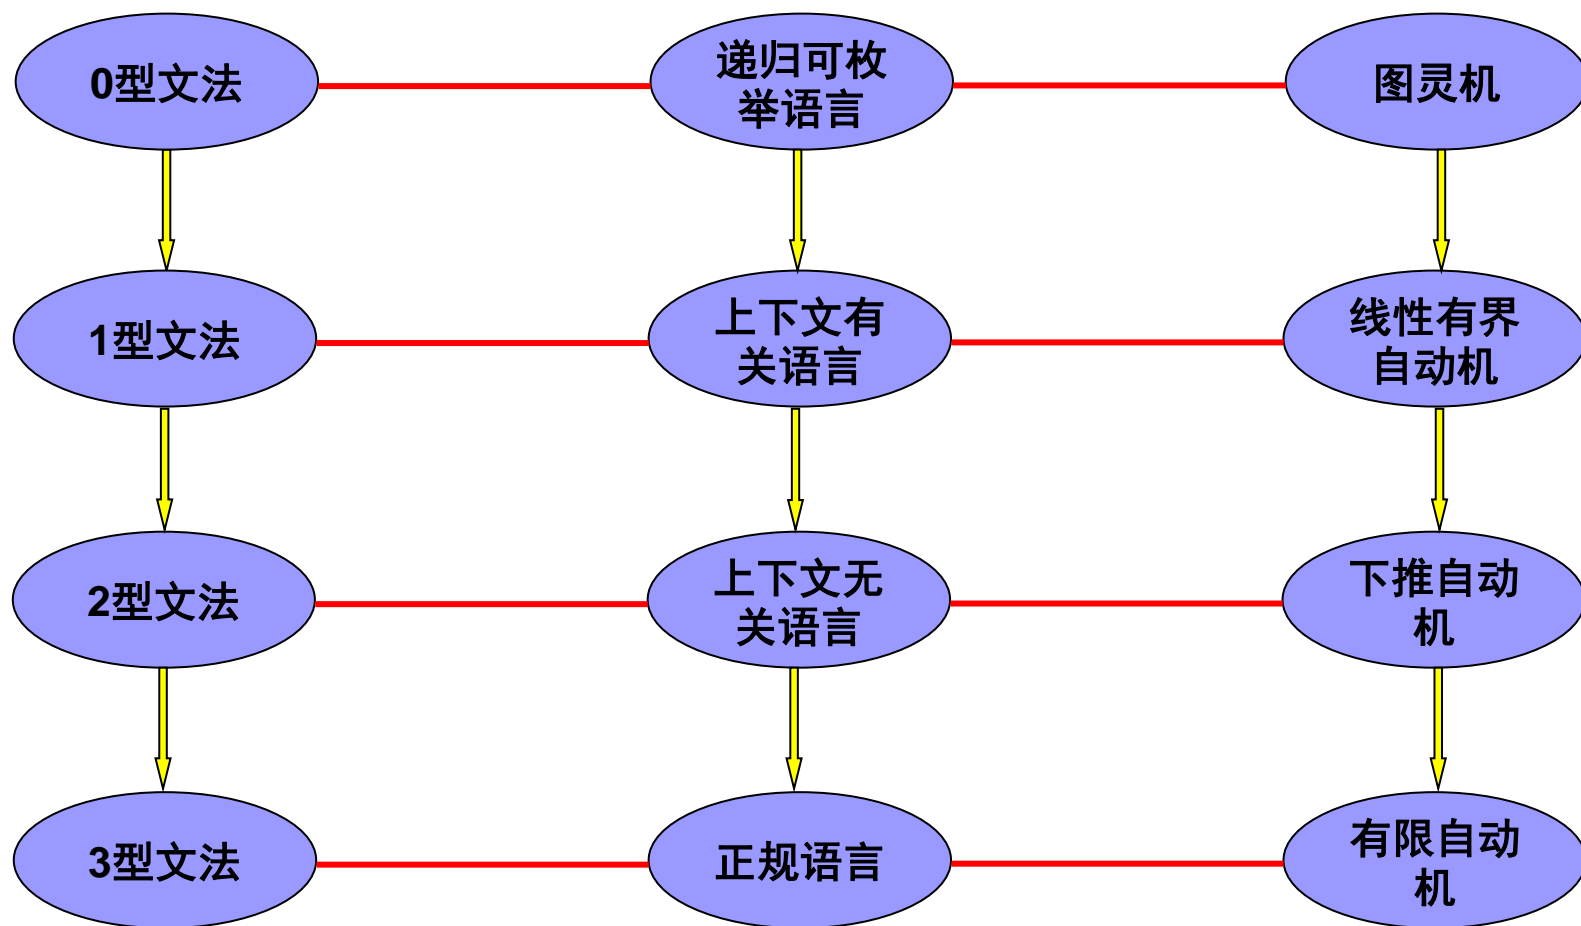 0型文法
递归可枚
举语言
图灵机
1型文法
上下文有
关语言
线性有界
自动机
2型文法
上下文无
关语言
下推自动
机
3型文法
正规语言
有限自动
机